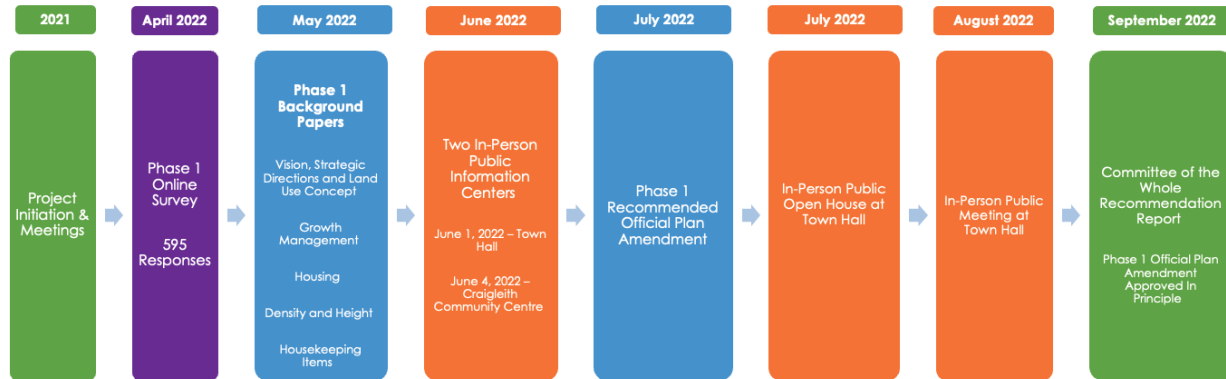 2021
April 2022
May 2022
June 2022
July 2022
July 2022
August 2022
September 2022
Project
Initiation &
Meetings
Phase 1
Online
Survey
595
Responses
Phase 1
Background
Papers
Vision, Strategic
Directions and Land
Use Concept
Growth
Management
Housing
Density and Height
Housekeeping
Items
Two In-Person
Public
Information
Centers
June 1, 2022 – Town
Hall
June 4, 2022 –
Craigleith
Community Centre
Phase 1
Recommended
Official Plan
Amendment
In-Person Public
Open House at
Town Hall
In-Person Public
Meeting at
Town Hall
Committee of the
Whole
Recommendation
Report
Phase 1 Official Plan
Amendment
Approved In
Principle